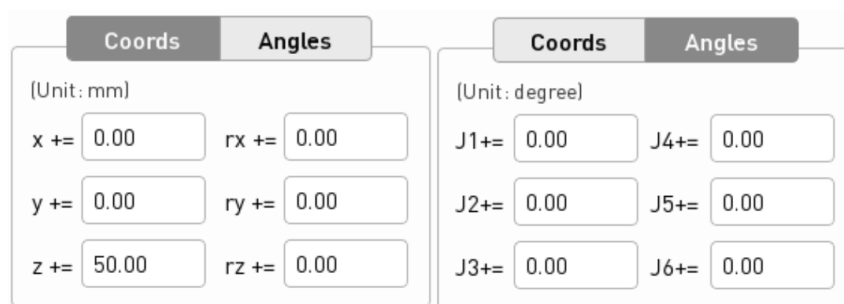 Coords Angles
(Unit: mm)
x += 0.00 rx += 0.00
y += 0.00 ry += 0.00
z += 50.00 rz += 0.00
Coords Angles
(Unit: degree)
J1+= 0.00 J4+= 0.00
J2+= 0.00 J5+= 0.00
J3+= 0.00 J6+= 0.00